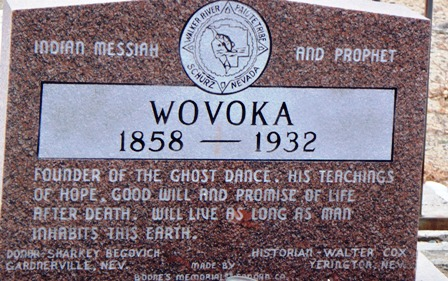 WALKER RIVER PAIUTE TRIBE
SCHURZ NEVADA
INDIAN MESSIAH AND PROPHET
WOVOKA
1858 — 1932
FOUNDER OF THE GHOST DANCE. HIS TEACHINGS
OF HOPE, GOOD WILL AND PROMISE OF LIFE
AFTER DEATH. WILL LIVE AS LONG AS MAN
INHABITS THIS EARTH.
DONOR-SHARKEY BEGOVICH
GARDNERVILLE, NEV.
HISTORIAN-WALTER COX
YERINGTON, NEV.
MADE BY
BOONE'S MEMORIAL